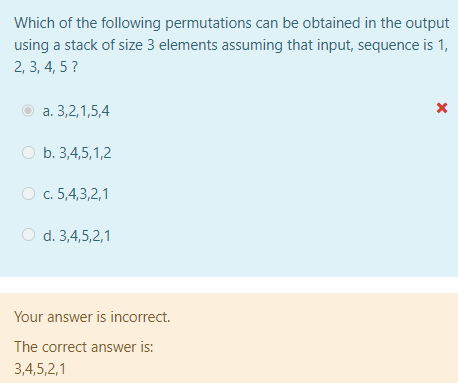 Which of the following permutations can be obtained in the output
using a stack of size 3 elements assuming that input, sequence is 1,
2, 3, 4, 5 ?
a. 3,2,1,5,4
b. 3,4,5,1,2
c. 5,4,3,2,1
d. 3,4,5,2,1
Your answer is incorrect.
The correct answer is:
3,4,5,2,1